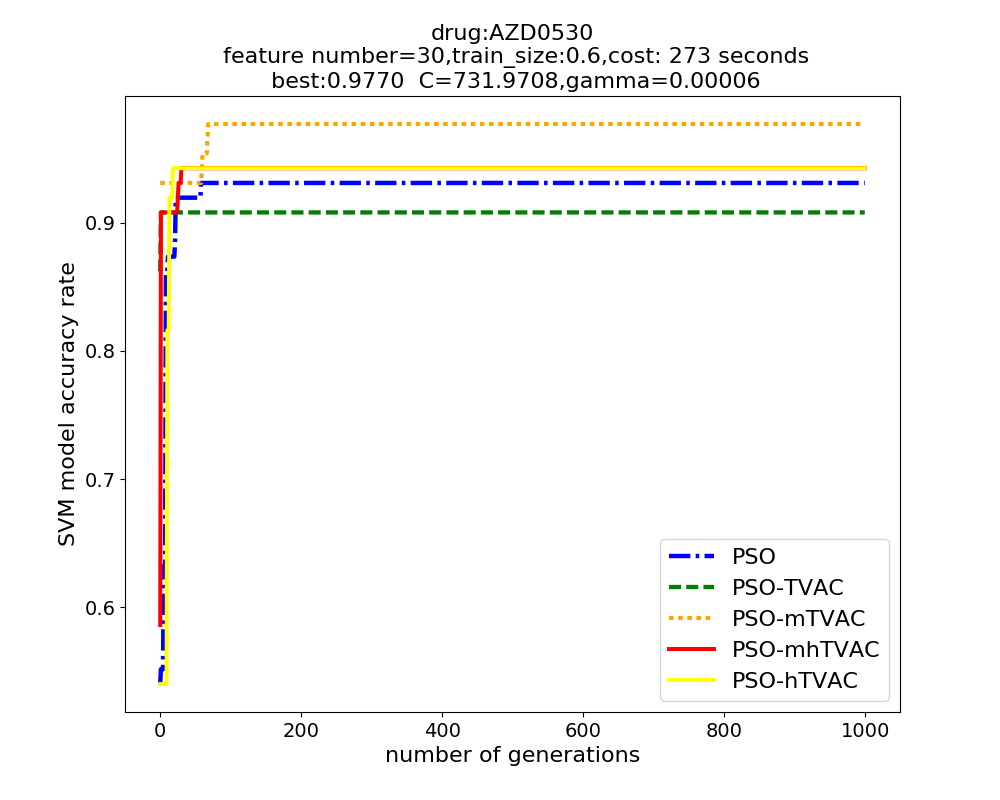 drug:AZD0530
feature number=30,train_size:0.6,cost: 273 seconds
best:0.9770  C=731.9708,gamma=0.00006
SVM model accuracy rate
0.9
0.8
0.7
0.6
PSO
PSO-TVAC
PSO-mTVAC
PSO-mhTVAC
PSO-hTVAC
0 200 400 600 800 1000
number of generations